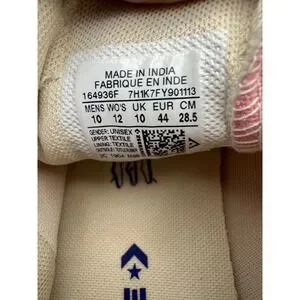 MADE IN INDIA
FABRIQUE EN INDE
164936F 7H1K7FY901113
MENS WO'S UK EUR CM
10 12 10 44 28.5
GENDER: UNISEX
UPPER: TEXTILE
LINING: TEXTILE